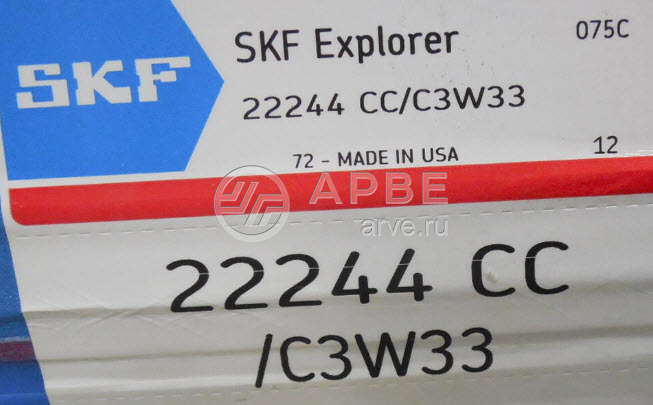 SKF
SKF Explorer
075C
22244 CC/C3W33
72 - MADE IN USA
12
АРВЕ
arve.ru
22244 CC
/C3W33